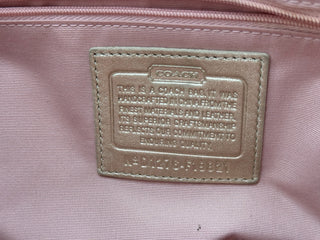 COACH
THIS IS A COACH BAG. IT WAS
HANDCRAFTED IN CHINA FROM THE
FINEST MATERIALS AND LEATHER.
ITS SUPERIOR CRAFTSMANSHIP
REFLECTS OUR COMMITMENT TO
ENDURING QUALITY.